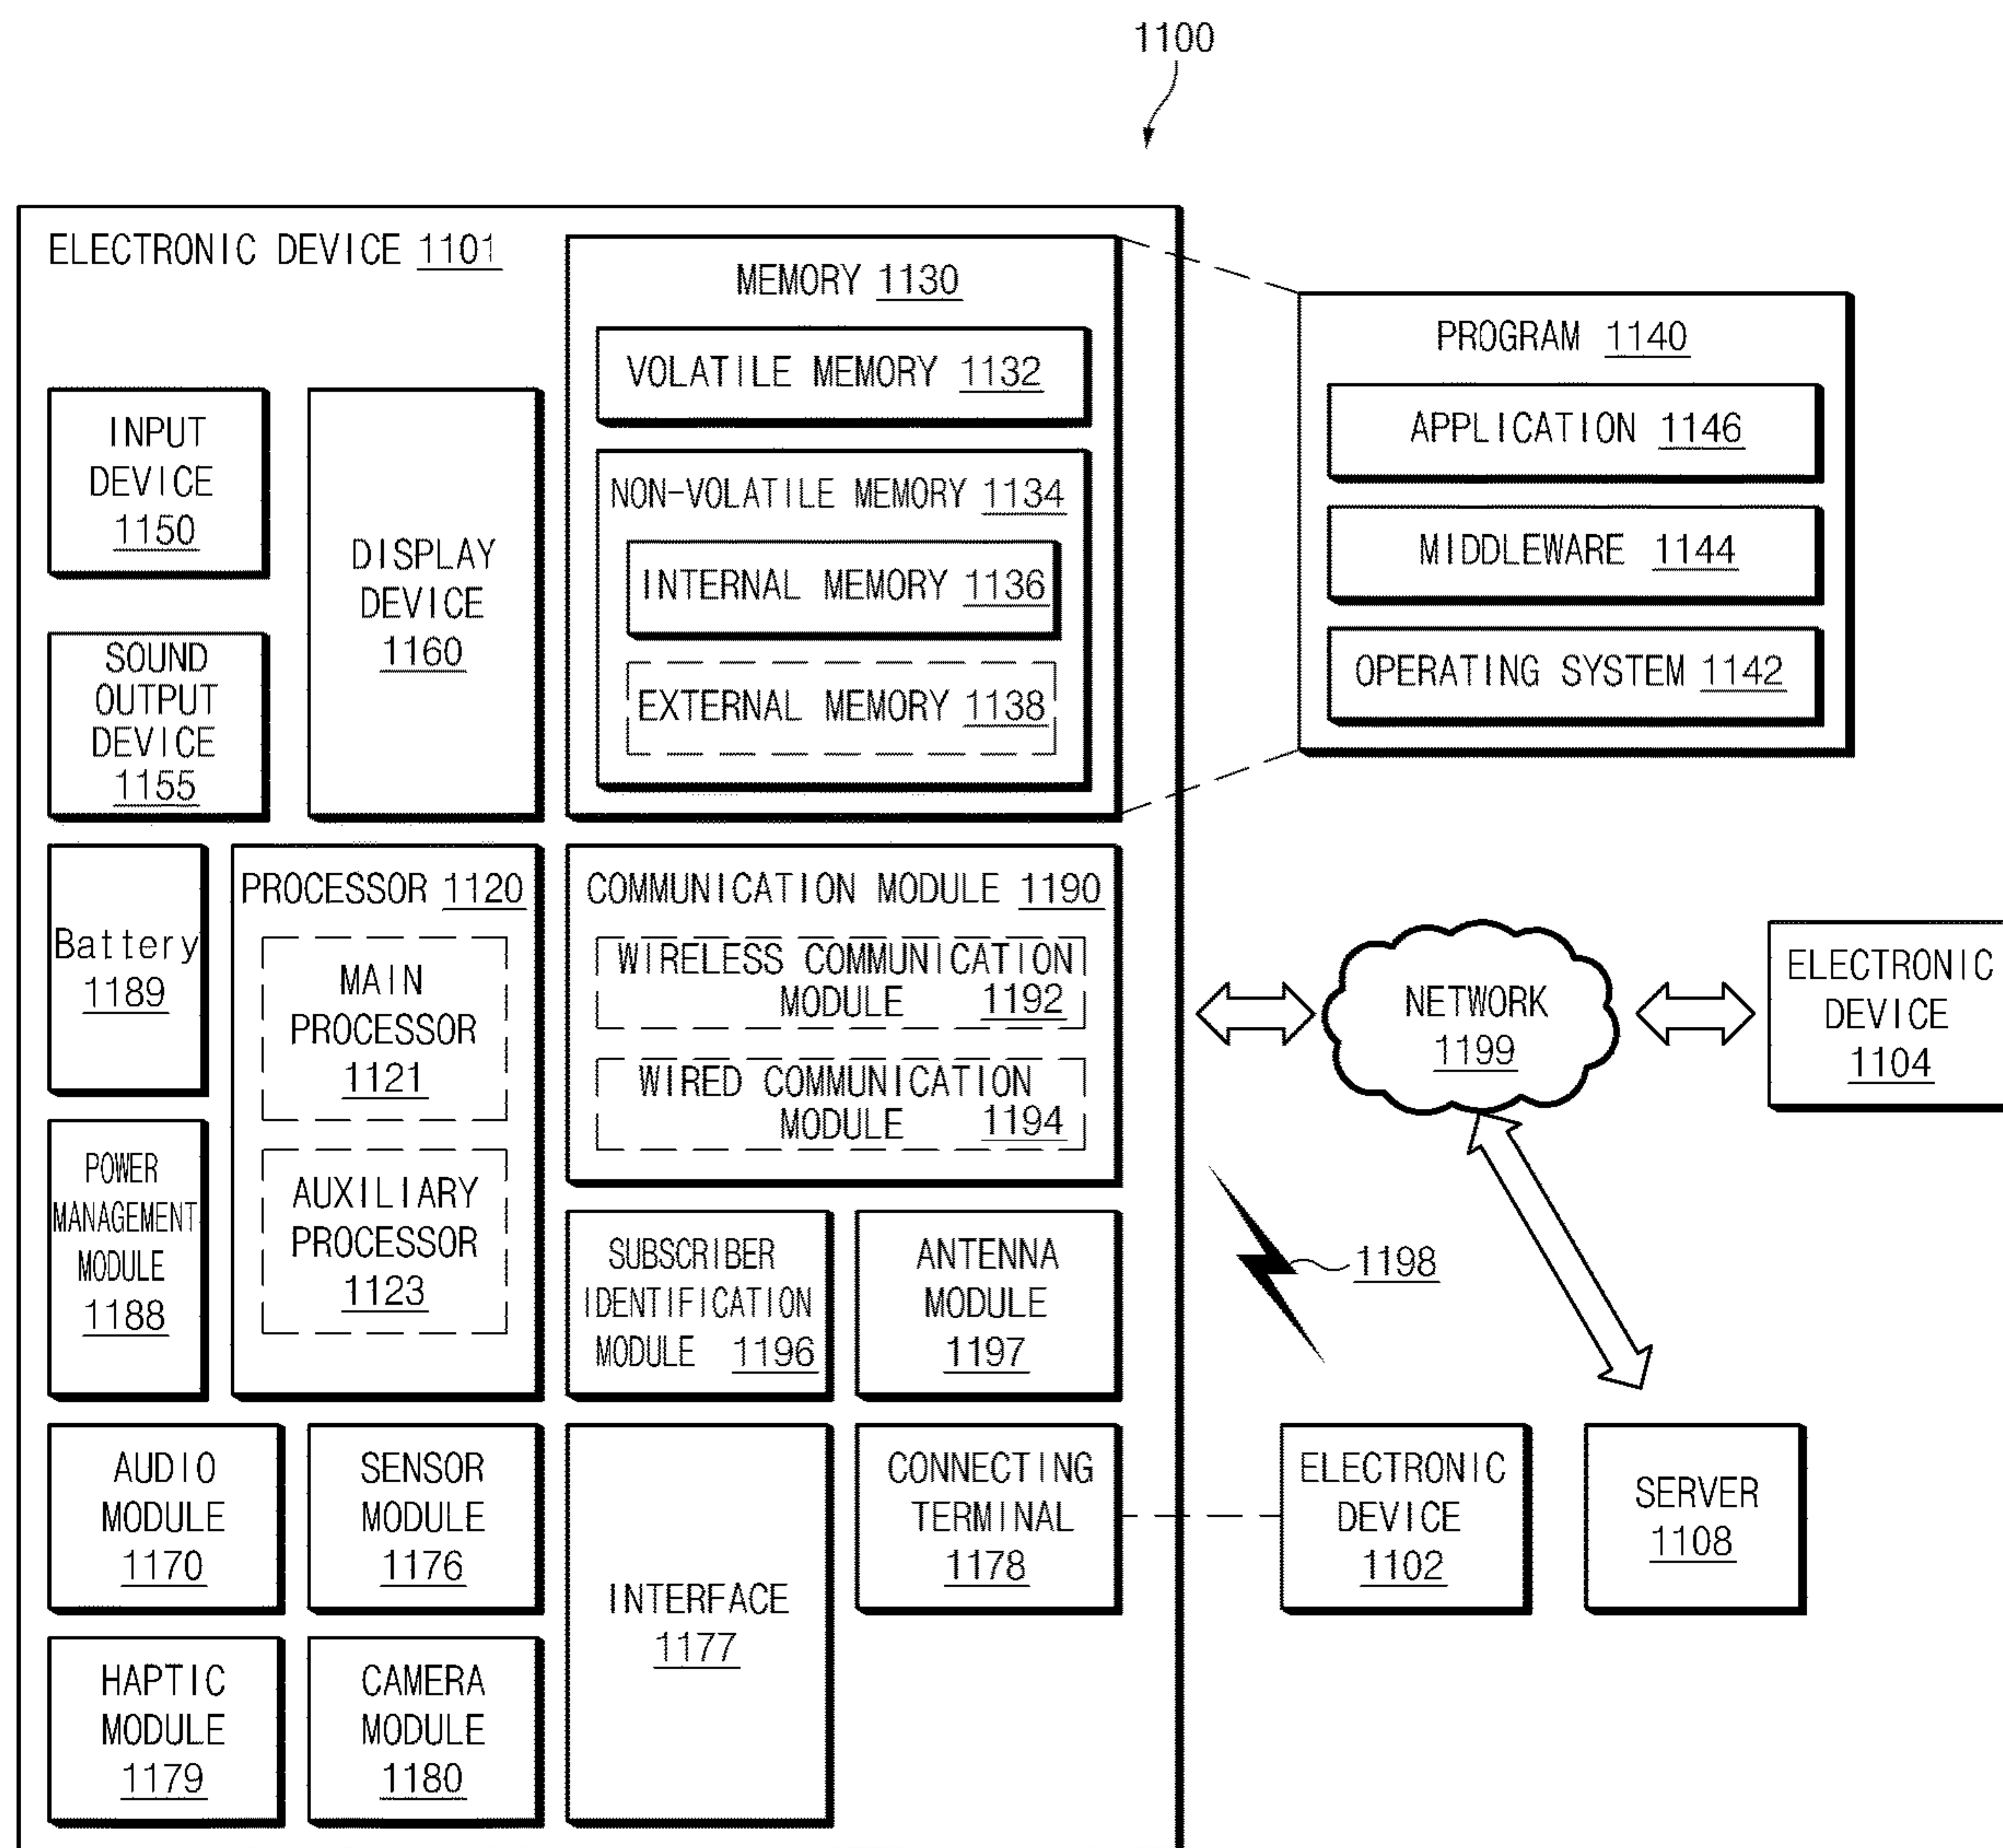 1100
ELECTRONIC DEVICE 1101
MEMORY 1130
VOLATILE MEMORY 1132
NON-VOLATILE MEMORY 1134
INTERNAL MEMORY 1136
EXTERNAL MEMORY 1138
PROGRAM 1140
APPLICATION 1146
MIDDLEWARE 1144
OPERATING SYSTEM 1142
INPUT
DEVICE
1150
DISPLAY
DEVICE
1160
SOUND
OUTPUT
DEVICE
1155
Battery
1189
PROCESSOR 1120
MAIN
PROCESSOR
1121
AUXILIARY
PROCESSOR
1123
COMMUNICATION MODULE 1190
WIRELESS COMMUNICATION
MODULE 1192
WIRED COMMUNICATION
MODULE 1194
NETWORK
1199
ELECTRONIC
DEVICE
1104
POWER
MANAGEMENT
MODULE
1188
SUBSCRIBER
IDENTIFICATION
MODULE 1196
ANTENNA
MODULE
1197
1198
AUDIO
MODULE
1170
SENSOR
MODULE
1176
INTERFACE
1177
CONNECTING
TERMINAL
1178
ELECTRONIC
DEVICE
1102
SERVER
1108
HAPTIC
MODULE
1179
CAMERA
MODULE
1180